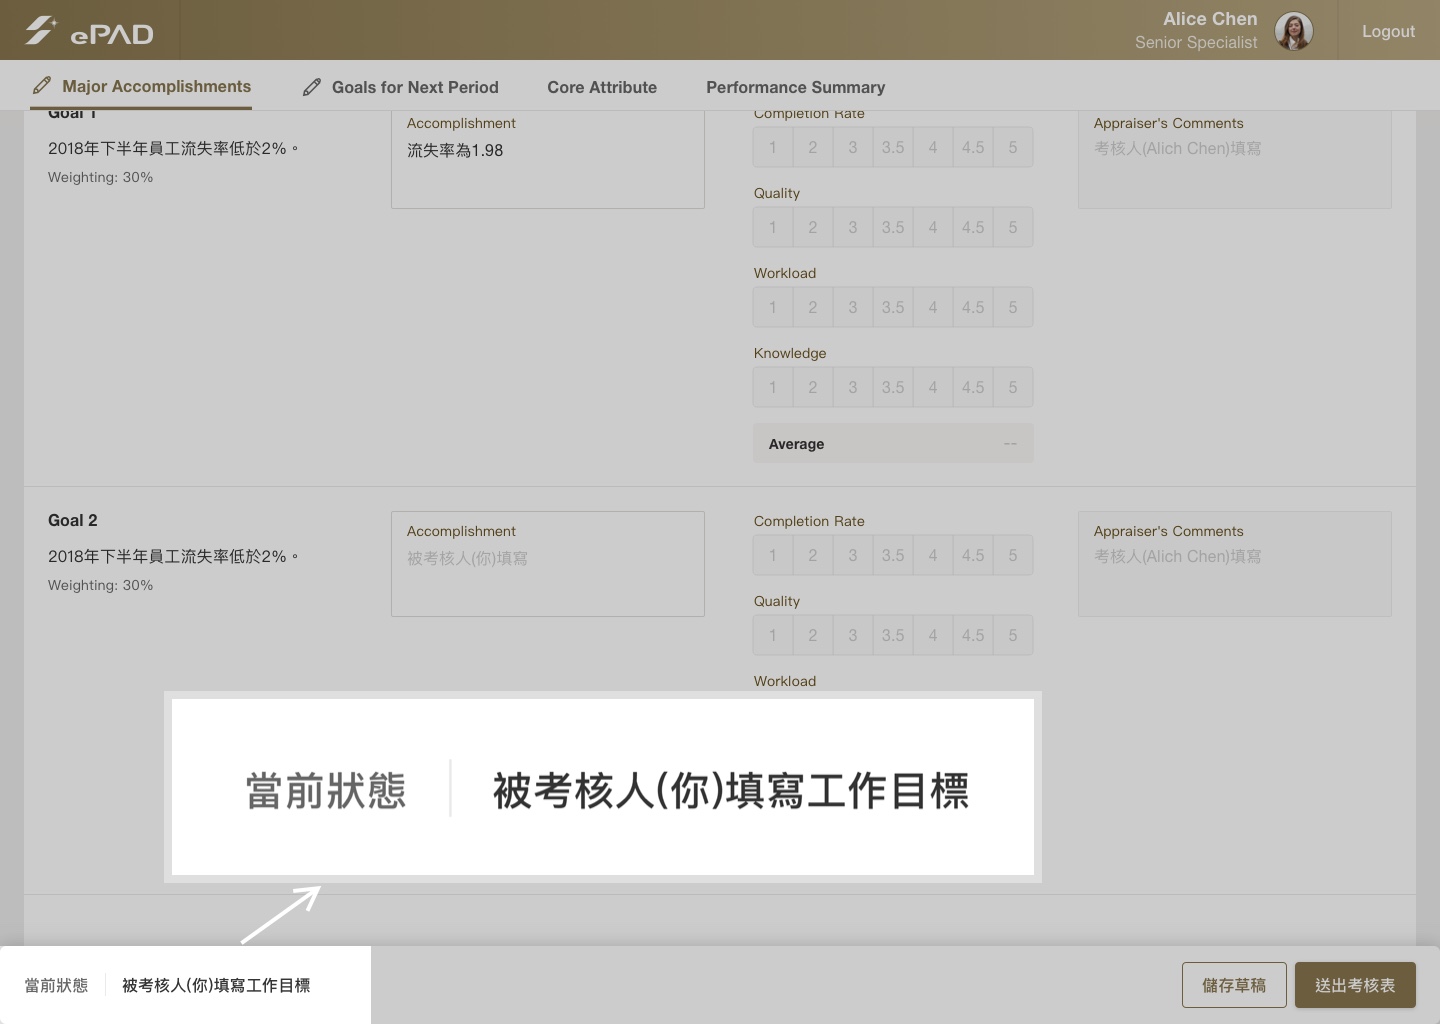 ePAD
Alice Chen
Senior Specialist
Logout
Major Accomplishments
Goals for Next Period
Core Attribute
Performance Summary
Goal 1
2018年下半年員工流失率低於2%。
Weighting: 30%
Accomplishment
流失率為1.98
Completion Rate
1 2 3 3.5 4 4.5 5
Quality
1 2 3 3.5 4 4.5 5
Workload
1 2 3 3.5 4 4.5 5
Knowledge
1 2 3 3.5 4 4.5 5
Average --
Appraiser's Comments
考核人(Alich Chen)填寫
Goal 2
2018年下半年員工流失率低於2%。
Weighting: 30%
Accomplishment
被考核人(你)填寫
Completion Rate
1 2 3 3.5 4 4.5 5
Quality
1 2 3 3.5 4 4.5 5
Workload
Appraiser's Comments
考核人(Alich Chen)填寫
當前狀態 被考核人(你)填寫工作目標
當前狀態 被考核人(你)填寫工作目標
儲存草稿
送出考核表